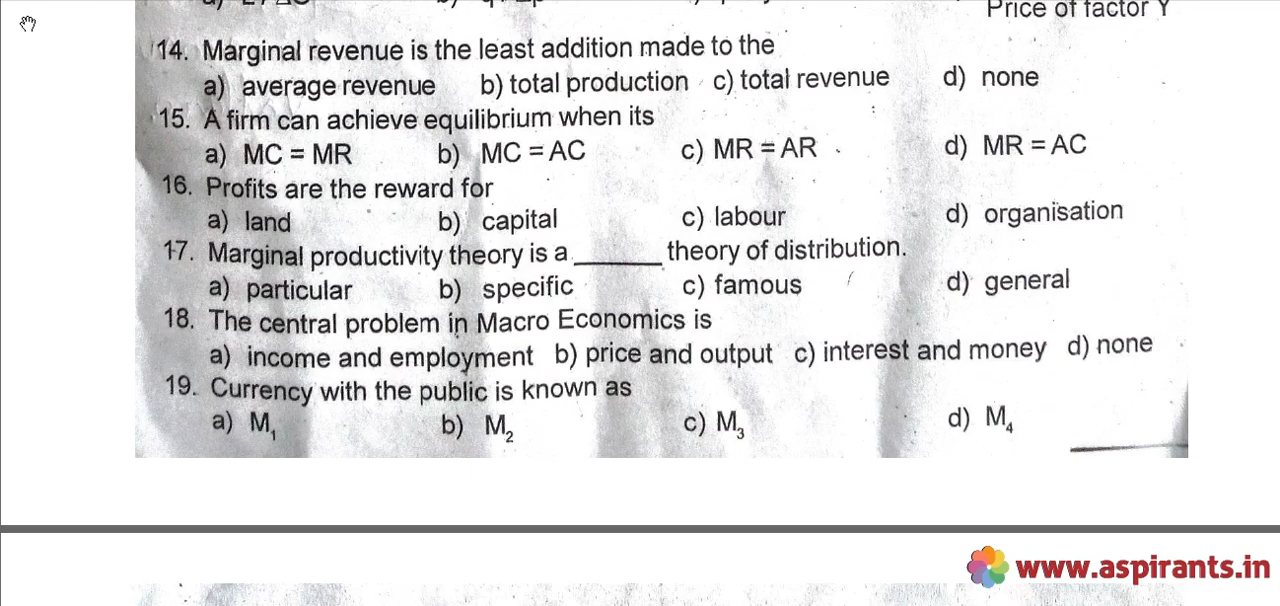 Price of factor Y
14. Marginal revenue is the least addition made to the
a) average revenue b) total production c) total revenue d) none
15. A firm can achieve equilibrium when its
a) MC = MR b) MC = AC c) MR = AR d) MR = AC
16. Profits are the reward for
a) land b) capital c) labour d) organisation
17. Marginal productivity theory is a ______ theory of distribution.
a) particular b) specific c) famous d) general
18. The central problem in Macro Economics is
a) income and employment b) price and output c) interest and money d) none
19. Currency with the public is known as
a) M₁ b) M₂ c) M₃ d) M₄
www.aspirants.in